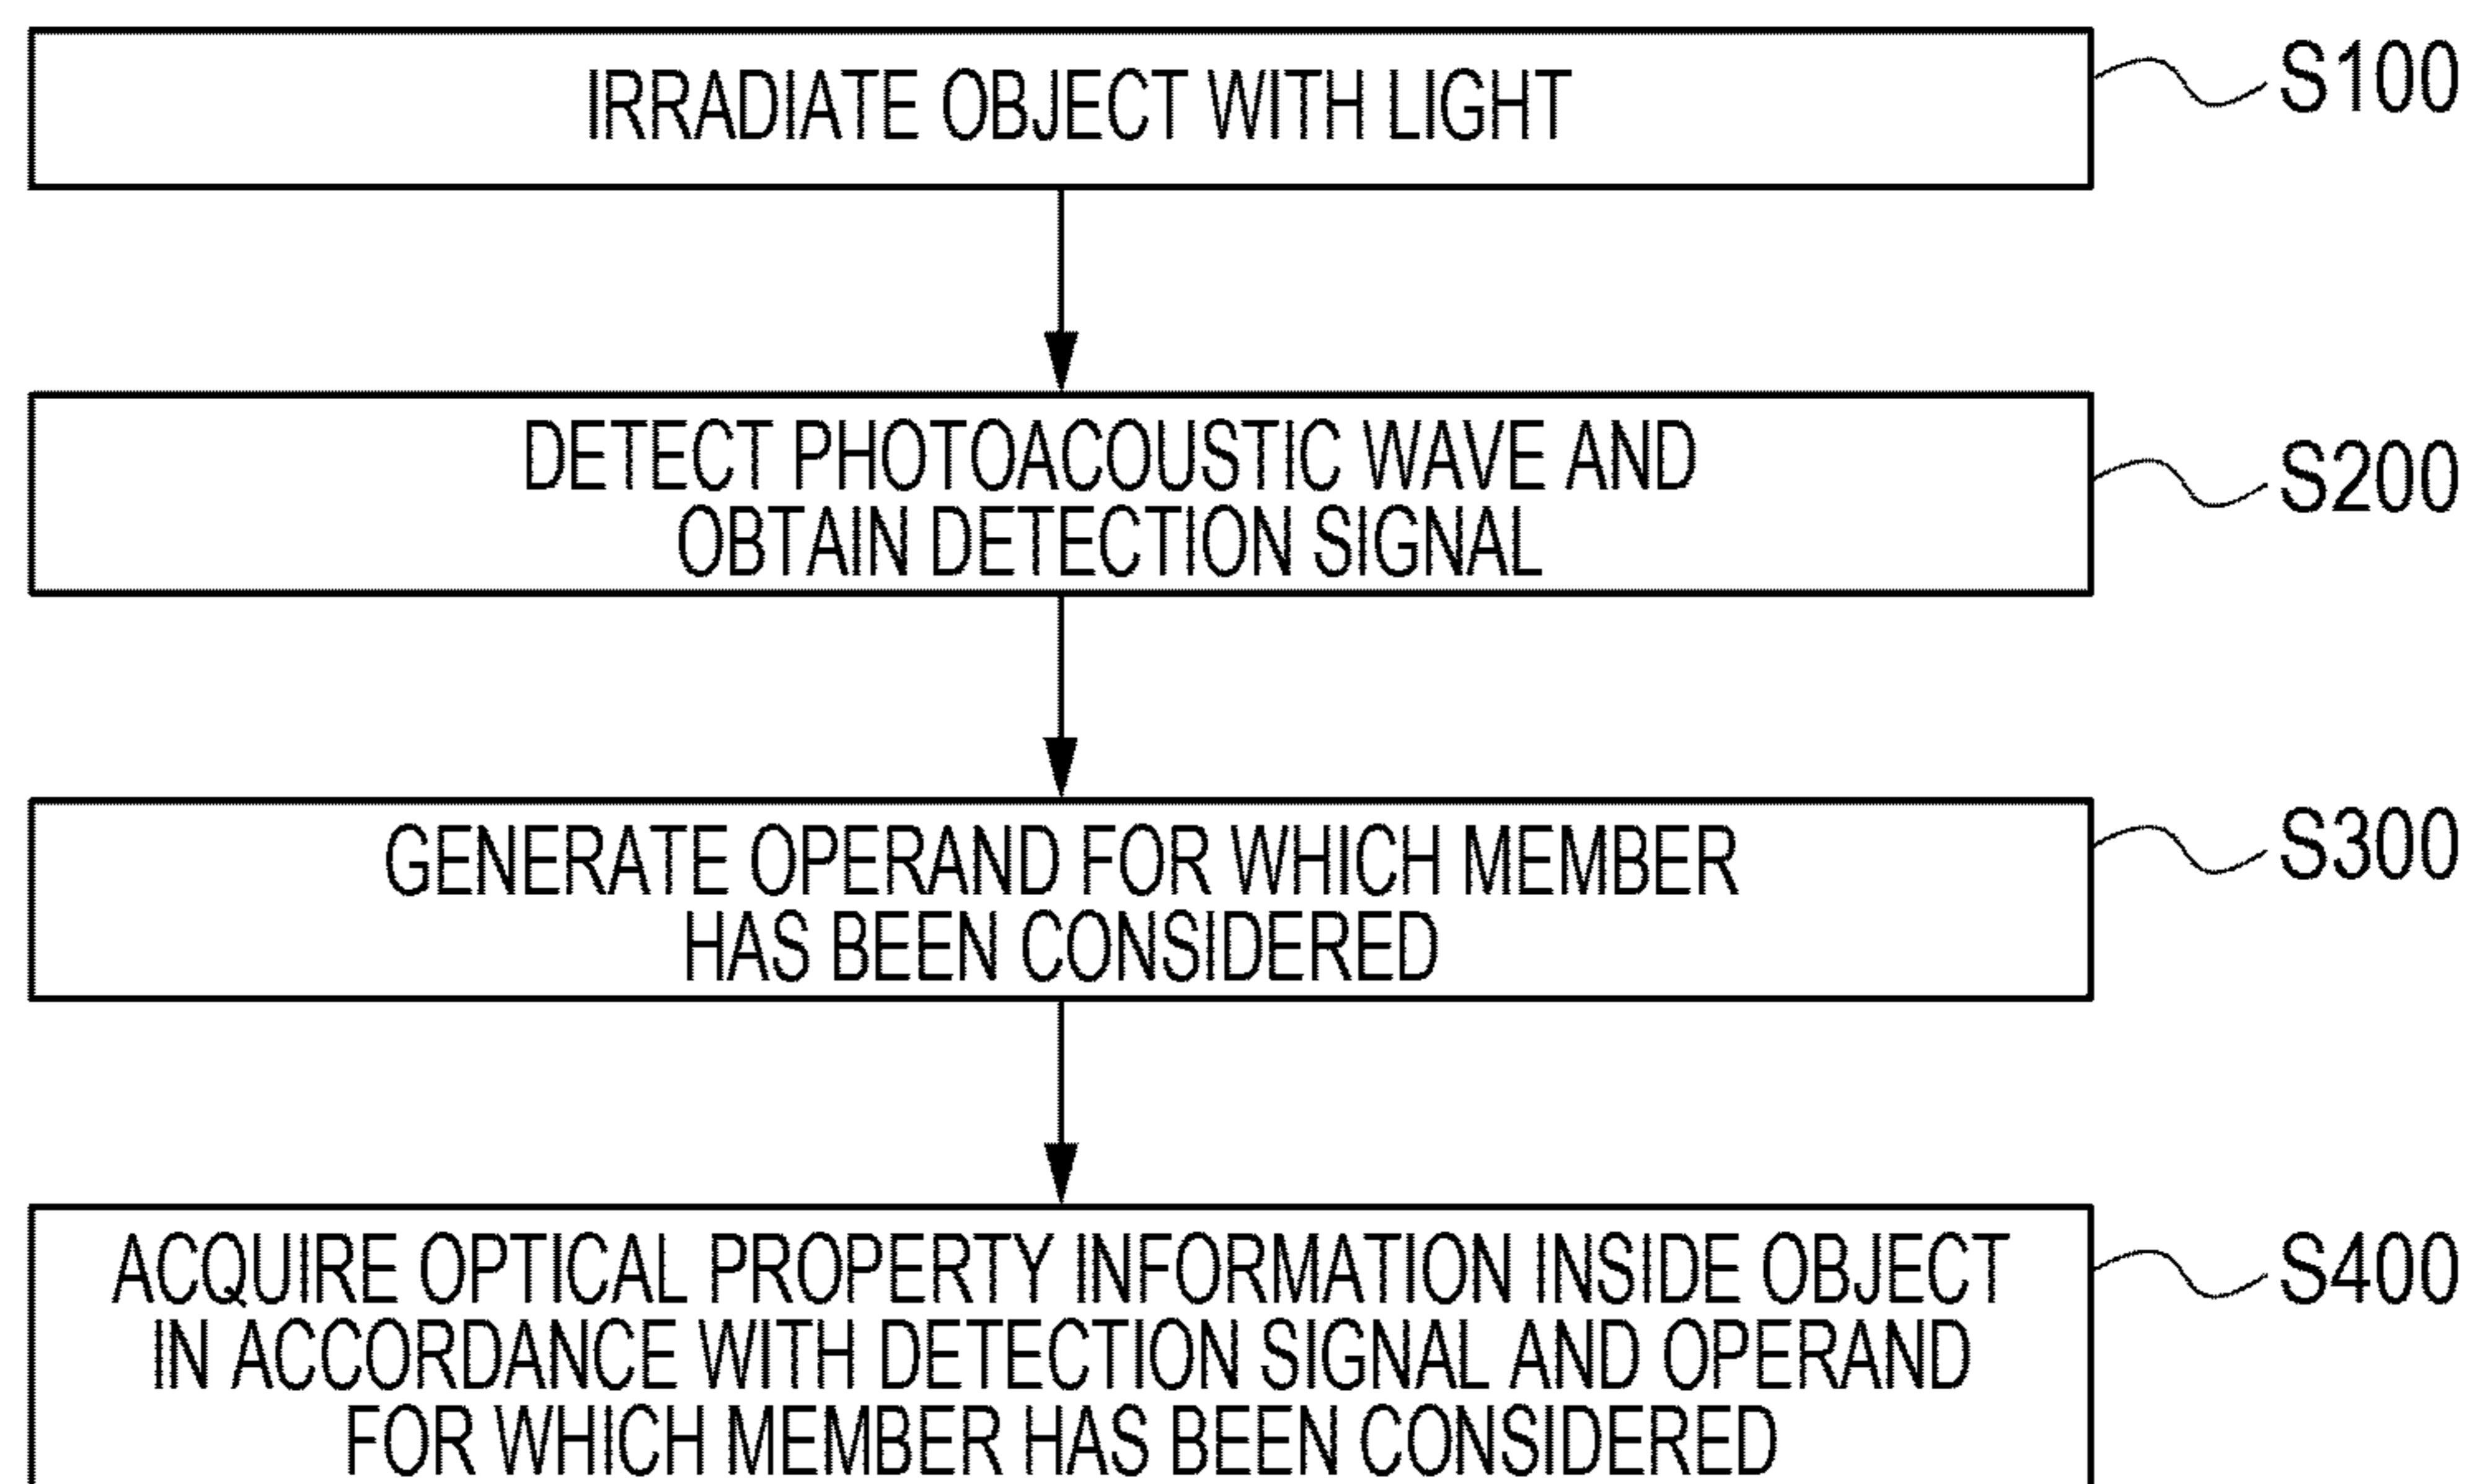 IRRADIATE OBJECT WITH LIGHT
S100
DETECT PHOTOACOUSTIC WAVE AND
OBTAIN DETECTION SIGNAL
S200
GENERATE OPERAND FOR WHICH MEMBER
HAS BEEN CONSIDERED
S300
ACQUIRE OPTICAL PROPERTY INFORMATION INSIDE OBJECT
IN ACCORDANCE WITH DETECTION SIGNAL AND OPERAND
FOR WHICH MEMBER HAS BEEN CONSIDERED
S400